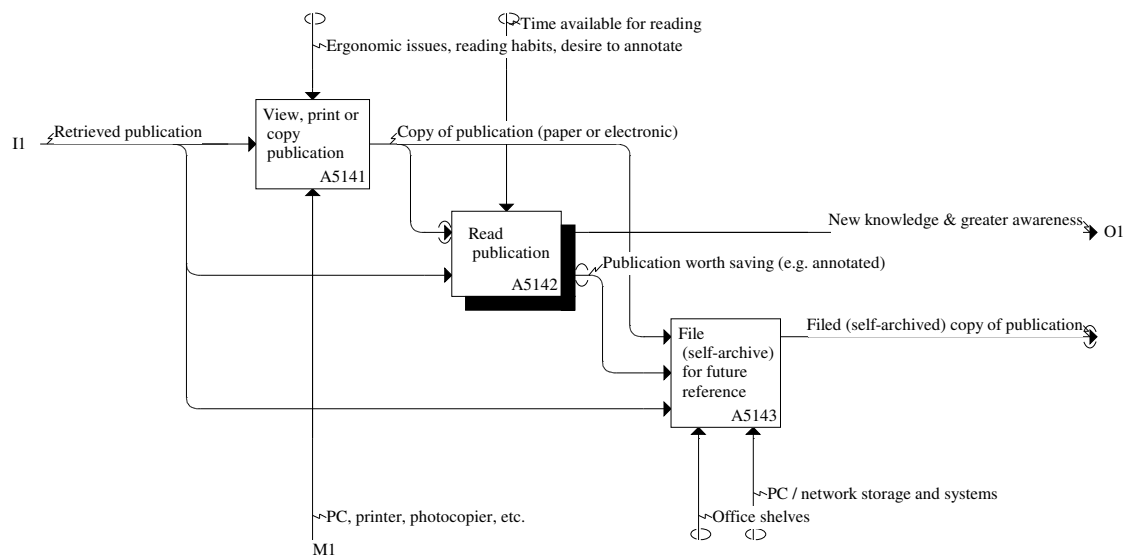 Time available for reading
Ergonomic issues, reading habits, desire to annotate
View, print or
copy
publication
A5141
I1
Retrieved publication
Copy of publication (paper or electronic)
Read
publication
A5142
New knowledge & greater awareness
O1
Publication worth saving (e.g. annotated)
File
(self-archive)
for future
reference
A5143
Filed (self-archived) copy of publication
PC / network storage and systems
Office shelves
PC, printer, photocopier, etc.
M1